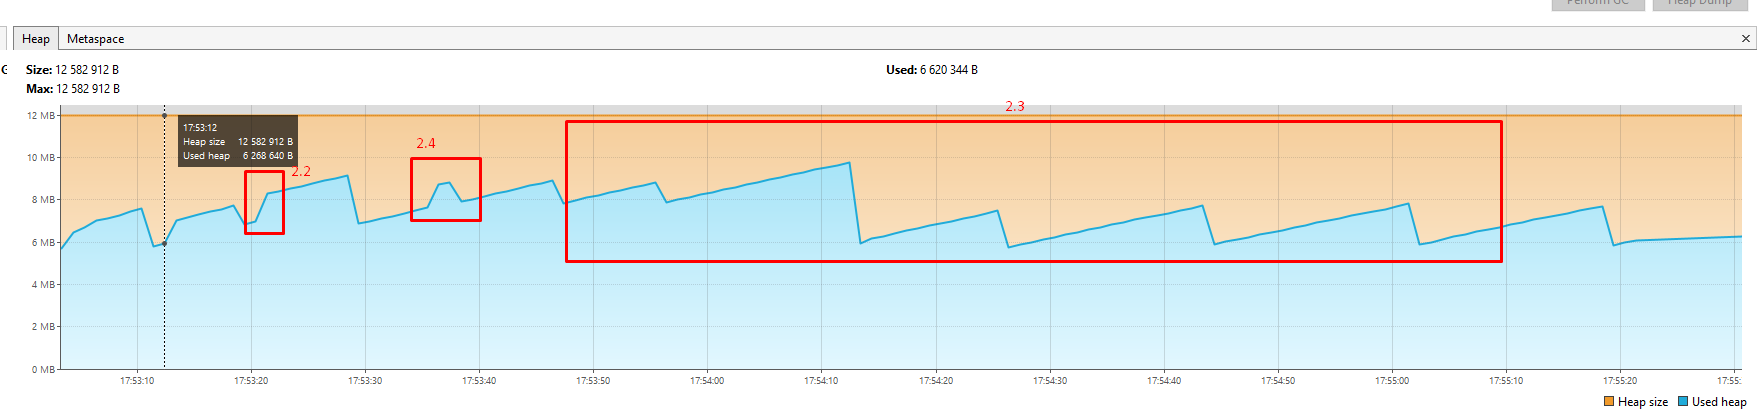 Perform GC Heap Dump
Heap Metaspace ×
G
Size: 12 582 912 B Used: 6 620 344 B
Max: 12 582 912 B
2.3
12 MB
17:53:12
Heap size 12 582 912 B
Used heap 6 268 640 B
2.4
10 MB
2.2
8 MB
6 MB
4 MB
2 MB
0 MB
17:53:10 17:53:20 17:53:30 17:53:40 17:53:50 17:54:00 17:54:10 17:54:20 17:54:30 17:54:40 17:54:50 17:55:00 17:55:10 17:55:20 17:55:
Heap size Used heap